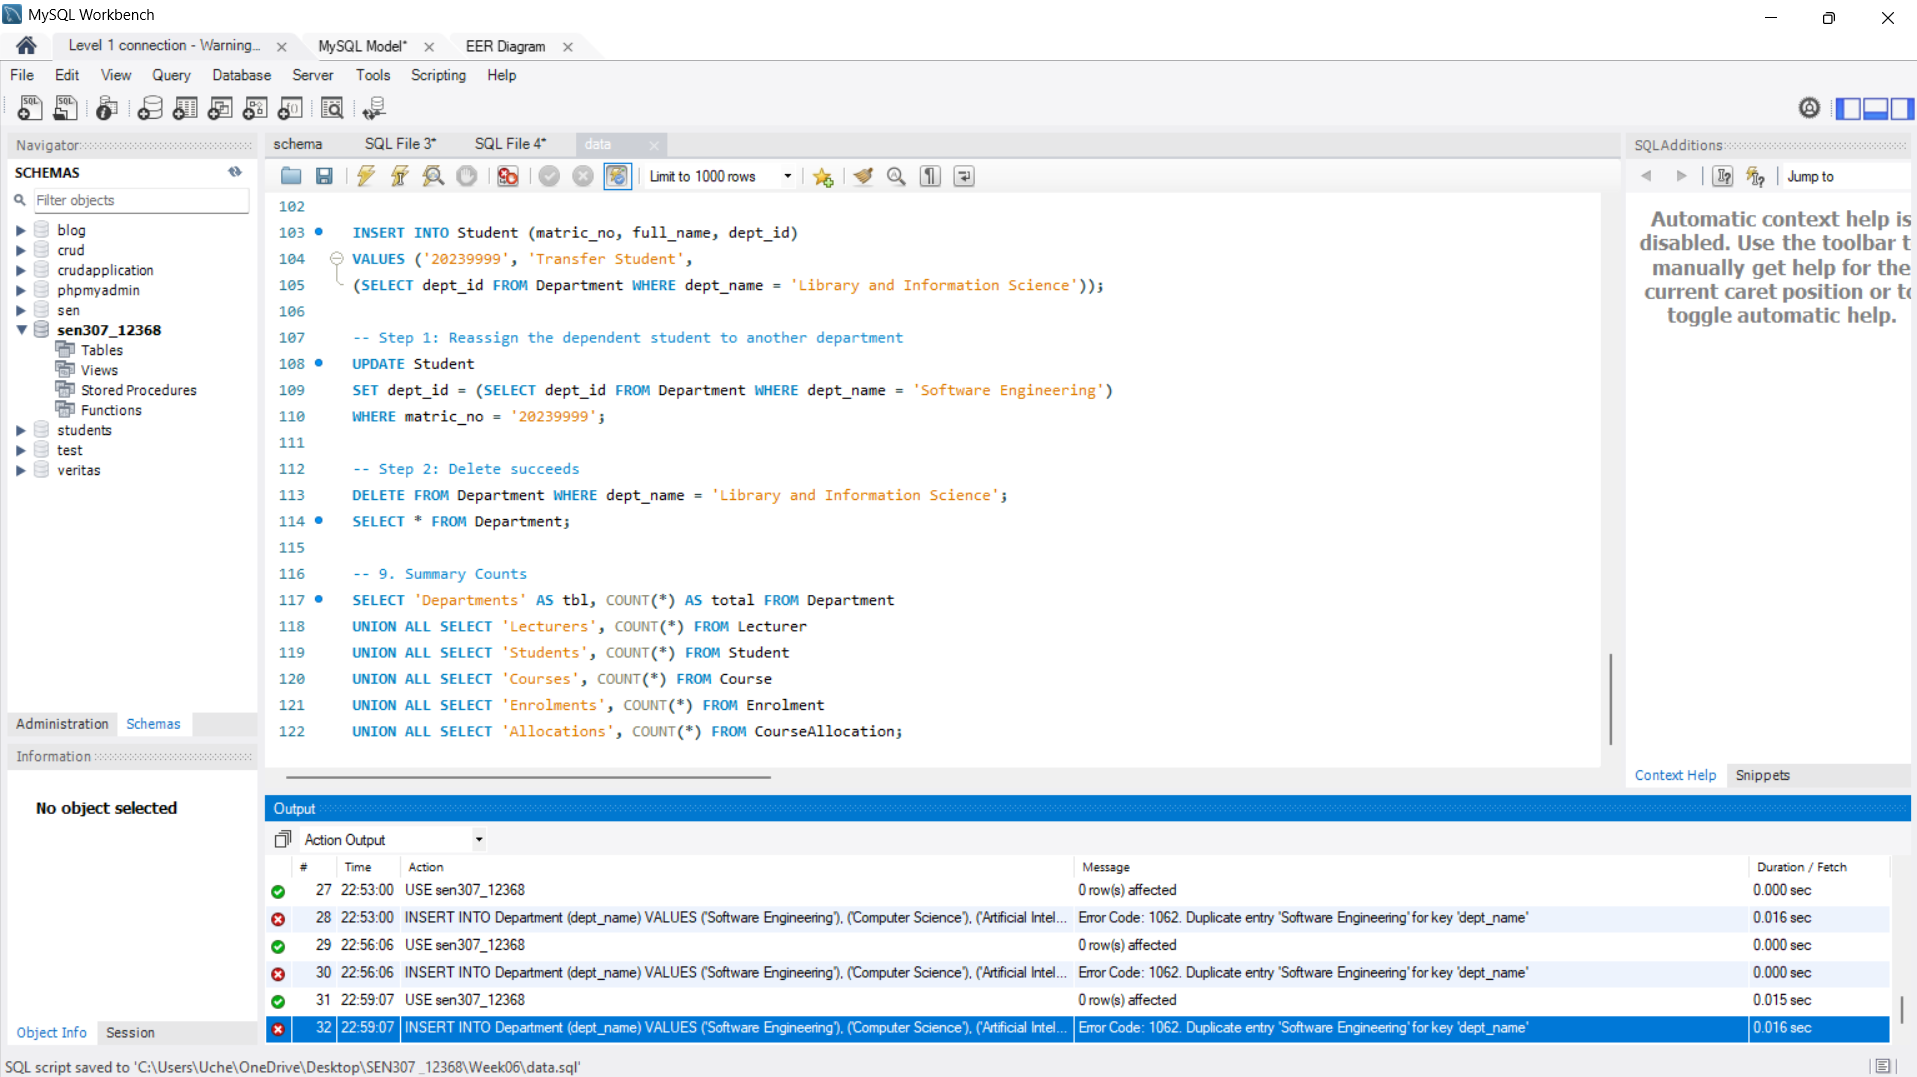 MySQL Workbench
Level 1 connection - Warning...
MySQL Model*
EER Diagram
File Edit View Query Database Server Tools Scripting Help
Navigator
SCHEMAS
Filter objects
blog
crud
crudapplication
phpmyadmin
sen
sen307_12368
Tables
Views
Stored Procedures
Functions
students
test
veritas
Administration Schemas
Information
No object selected
Object Info Session
schema SQL File 3* SQL File 4* data
Limit to 1000 rows
102
103 INSERT INTO Student (matric_no, full_name, dept_id)
104 VALUES ('20239999', 'Transfer Student',
105 (SELECT dept_id FROM Department WHERE dept_name = 'Library and Information Science'));
106
107 -- Step 1: Reassign the dependent student to another department
108 UPDATE Student
109 SET dept_id = (SELECT dept_id FROM Department WHERE dept_name = 'Software Engineering')
110 WHERE matric_no = '20239999';
111
112 -- Step 2: Delete succeeds
113 DELETE FROM Department WHERE dept_name = 'Library and Information Science';
114 SELECT * FROM Department;
115
116 -- 9. Summary Counts
117 SELECT 'Departments' AS tbl, COUNT(*) AS total FROM Department
118 UNION ALL SELECT 'Lecturers', COUNT(*) FROM Lecturer
119 UNION ALL SELECT 'Students', COUNT(*) FROM Student
120 UNION ALL SELECT 'Courses', COUNT(*) FROM Course
121 UNION ALL SELECT 'Enrolments', COUNT(*) FROM Enrolment
122 UNION ALL SELECT 'Allocations', COUNT(*) FROM CourseAllocation;
SQLAdditions
Jump to
Automatic context help is
disabled. Use the toolbar t
manually get help for the
current caret position or to
toggle automatic help.
Context Help Snippets
Output
Action Output
# Time Action Message Duration / Fetch
27 22:53:00 USE sen307_12368 0 row(s) affected 0.000 sec
28 22:53:00 INSERT INTO Department (dept_name) VALUES ('Software Engineering'), ('Computer Science'), ('Artificial Intel... Error Code: 1062. Duplicate entry 'Software Engineering' for key 'dept_name' 0.016 sec
29 22:56:06 USE sen307_12368 0 row(s) affected 0.000 sec
30 22:56:06 INSERT INTO Department (dept_name) VALUES ('Software Engineering'), ('Computer Science'), ('Artificial Intel... Error Code: 1062. Duplicate entry 'Software Engineering' for key 'dept_name' 0.000 sec
31 22:59:07 USE sen307_12368 0 row(s) affected 0.015 sec
32 22:59:07 INSERT INTO Department (dept_name) VALUES ('Software Engineering'), ('Computer Science'), ('Artificial Intel... Error Code: 1062. Duplicate entry 'Software Engineering' for key 'dept_name' 0.016 sec
SQL script saved to 'C:\Users\Uche\OneDrive\Desktop\SEN307 _12368\Week06\data.sql'